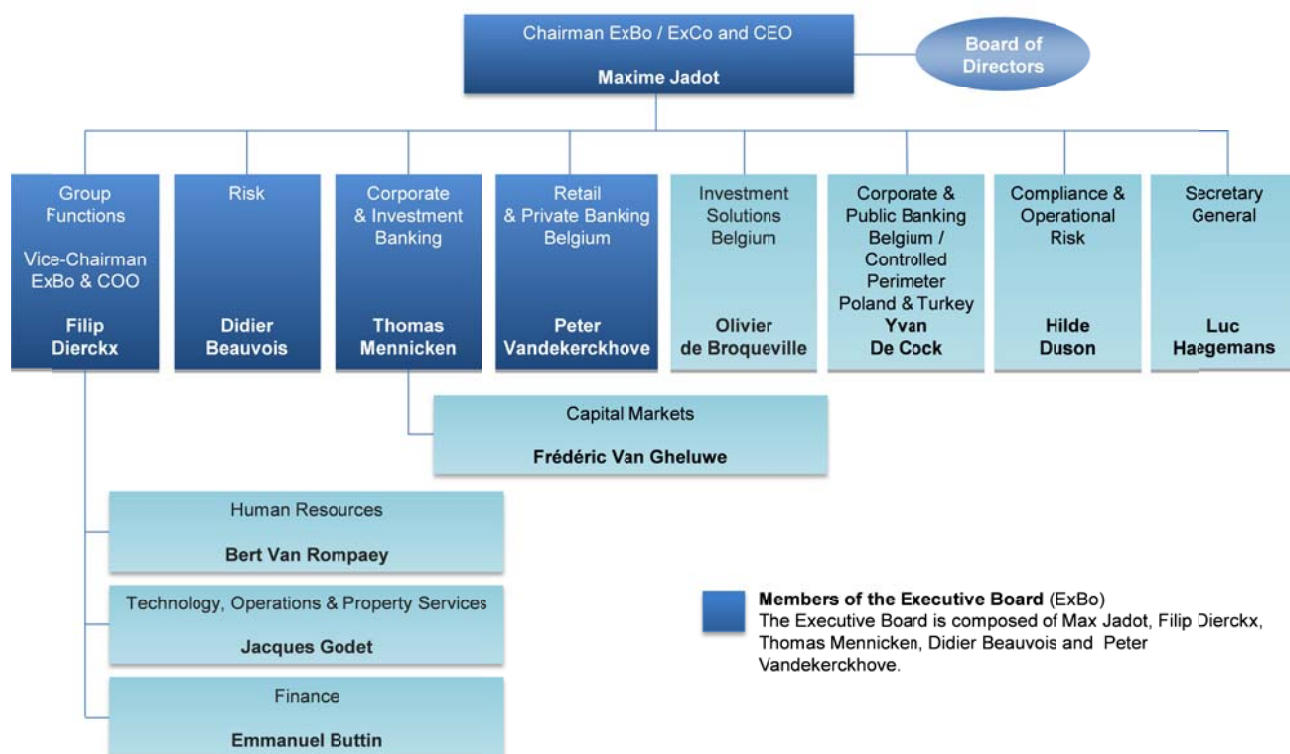 Chairman ExBo / ExCo and CEO
Maxime Jadot
Board of
Directors
Group
Functions
Vice-Chairman
ExBo & COO
Filip
Dierckx
Risk
Didier
Beauvois
Corporate
& Investment
Banking
Thomas
Mennicken
Retail
& Private Banking
Belgium
Peter
Vandekerckhove
Investment
Solutions
Belgium
Olivier
de Broqueville
Corporate &
Public Banking
Belgium /
Controlled
Perimeter
Poland & Turkey
Yvan
De Cock
Compliance &
Operational
Risk
Hilde
Duson
Secretary
General
Luc
Haegemans
Capital Markets
Frédéric Van Gheluwe
Human Resources
Bert Van Rompaey
Technology, Operations & Property Services
Jacques Godet
Finance
Emmanuel Buttin
Members of the Executive Board (ExBo)
The Executive Board is composed of Max Jadot, Filip Dierckx,
Thomas Mennicken, Didier Beauvois and Peter
Vandekerckhove.